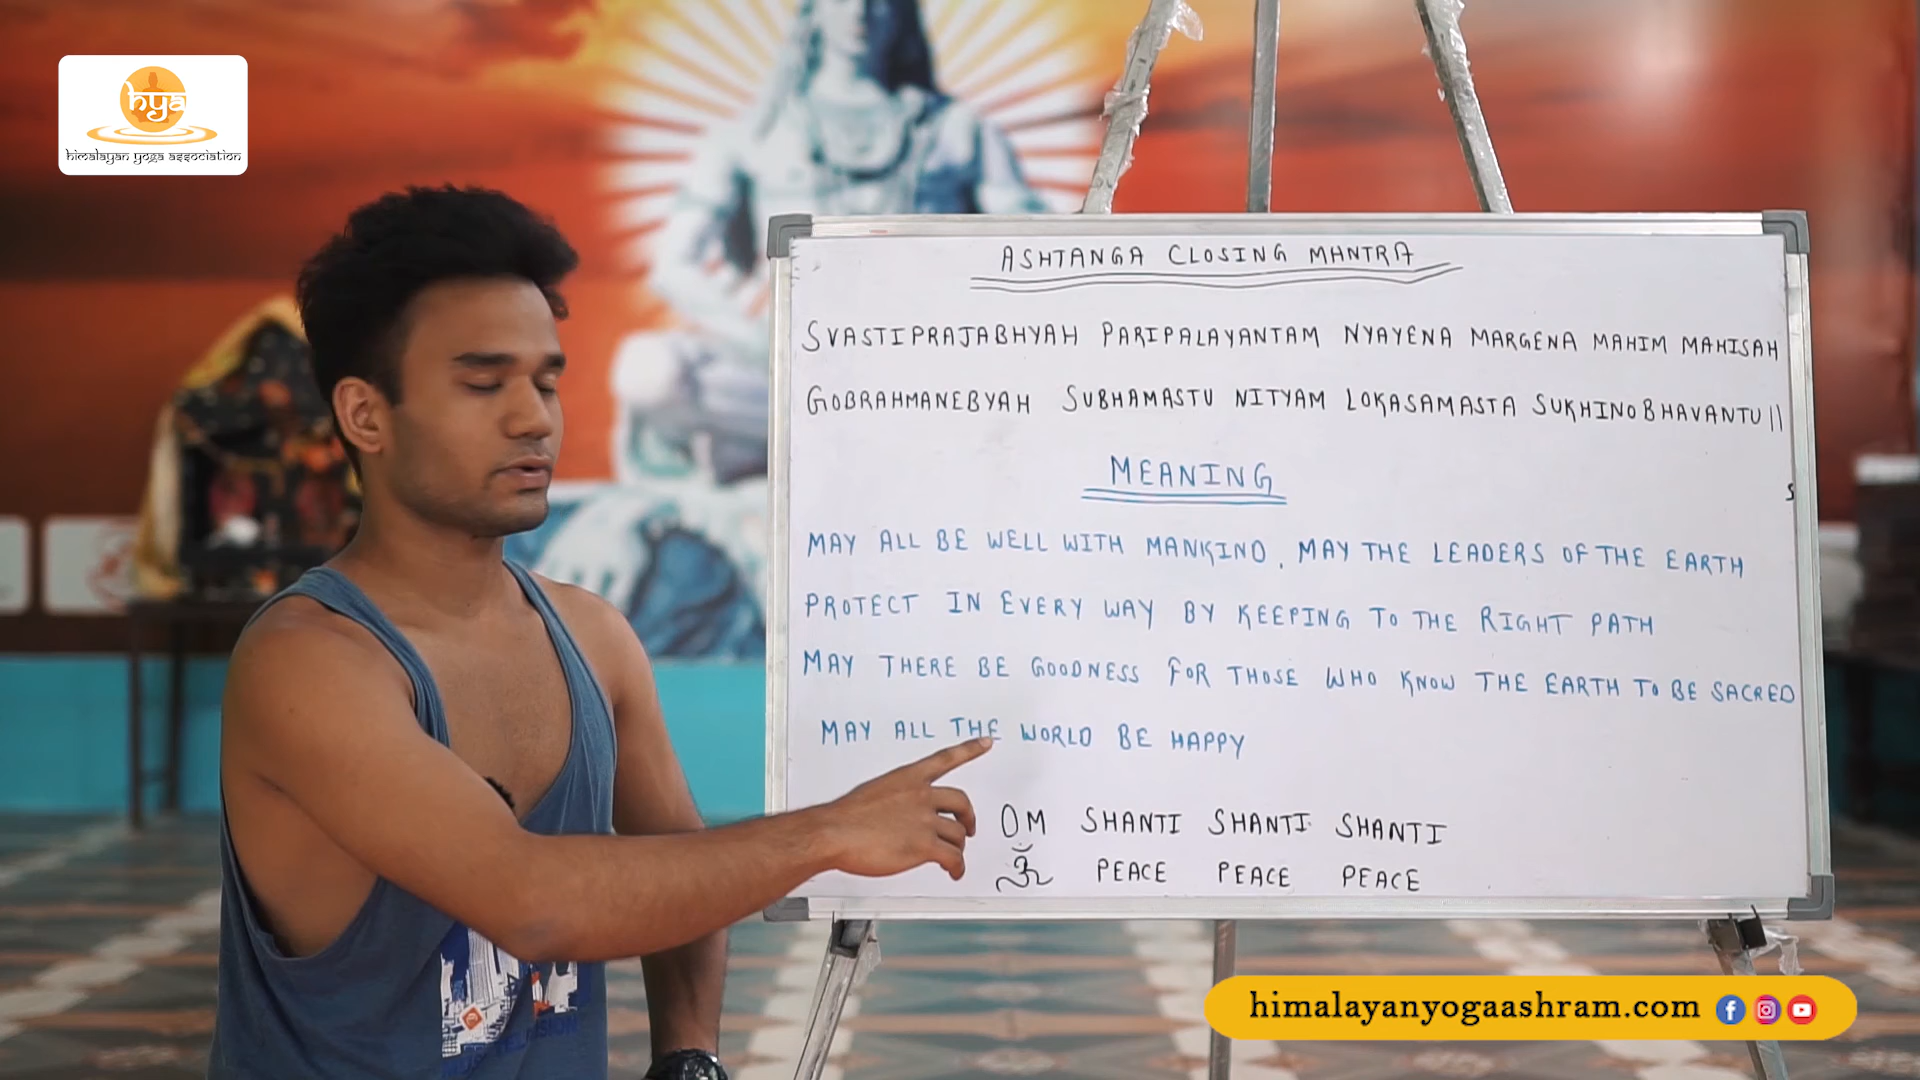 hya
himalayan yoga association
ASHTANGA CLOSING MANTRA
SVASTIPRAJABHYAH PARIPALAYANTAM NYAYENA MARGENA MAHIM MAHISAH
GOBRAHMANEBYAH SUBHAMASTU NITYAM LOKASAMASTA SUKHINOBHAVANTU ||
MEANING
S
MAY ALL BE WELL WITH MANKIND. MAY THE LEADERS OF THE EARTH
PROTECT IN EVERY WAY BY KEEPING TO THE RIGHT PATH
MAY THERE BE GOODNESS FOR THOSE WHO KNOW THE EARTH TO BE SACRED
MAY ALL THE WORLD BE HAPPY
OM SHANTI SHANTI SHANTI
ॐ PEACE PEACE PEACE
himalayanyogaashram.com